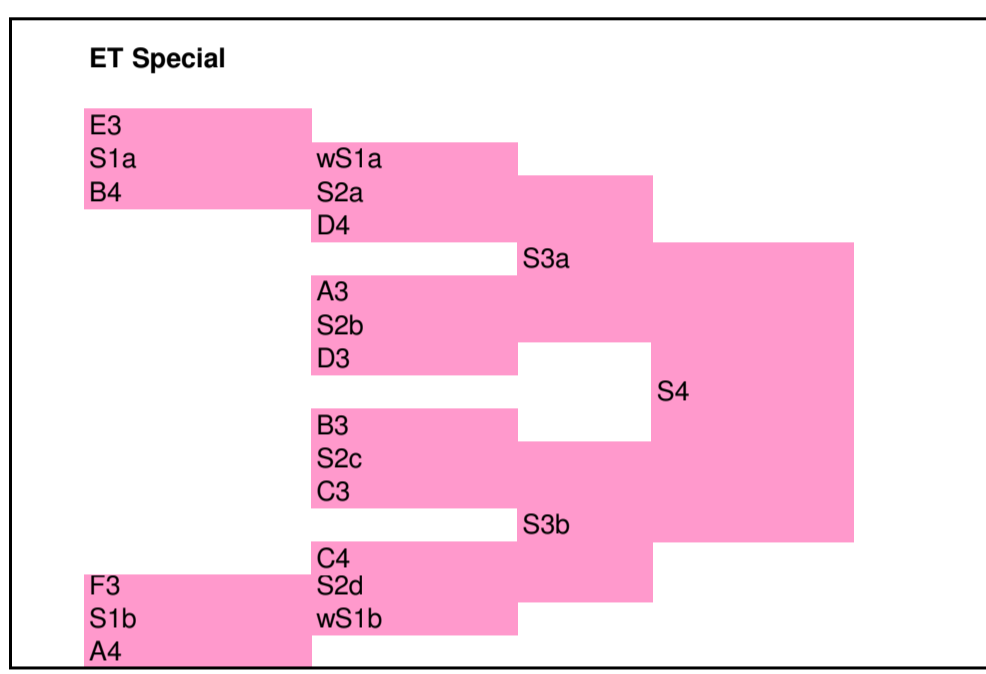 ET Special
E3
S1a wS1a
B4 S2a
D4
S3a
A3
S2b
D3
S4
B3
S2c
C3
S3b
C4
F3 S2d
S1b wS1b
A4